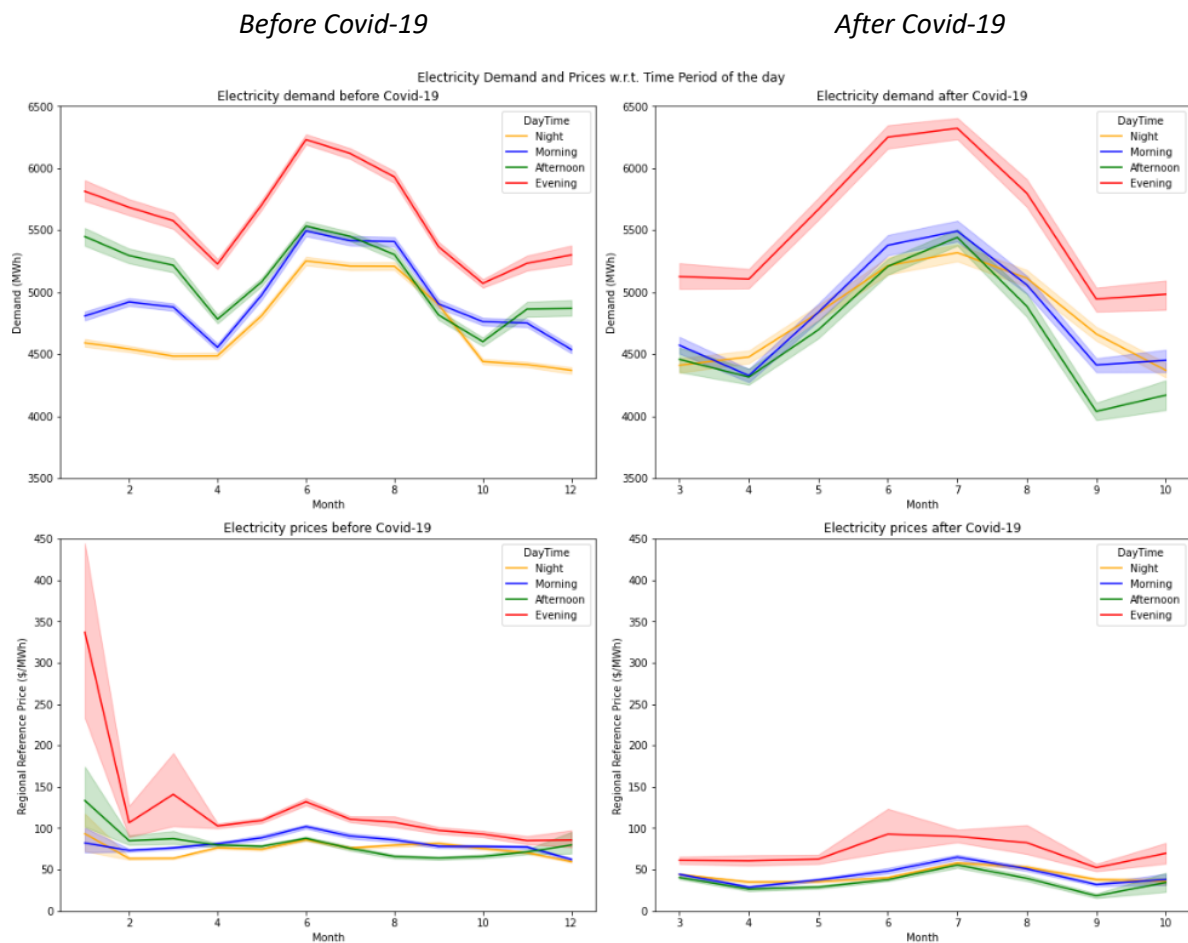 Before Covid-19
After Covid-19
Electricity Demand and Prices w.r.t. Time Period of the day
Electricity demand before Covid-19
6500
6000
5500
5000
4500
4000
3500
Demand (MWh)
2
4
6
8
10
12
Month
DayTime
Night
Morning
Afternoon
Evening
Electricity demand after Covid-19
6500
6000
5500
5000
4500
4000
3500
Demand (MWh)
3
4
5
6
7
8
9
10
Month
DayTime
Night
Morning
Afternoon
Evening
Electricity prices before Covid-19
450
400
350
300
250
200
150
100
50
0
Regional Reference Price ($/MWh)
2
4
6
8
10
12
Month
DayTime
Night
Morning
Afternoon
Evening
Electricity prices after Covid-19
450
400
350
300
250
200
150
100
50
0
Regional Reference Price ($/MWh)
3
4
5
6
7
8
9
10
Month
DayTime
Night
Morning
Afternoon
Evening